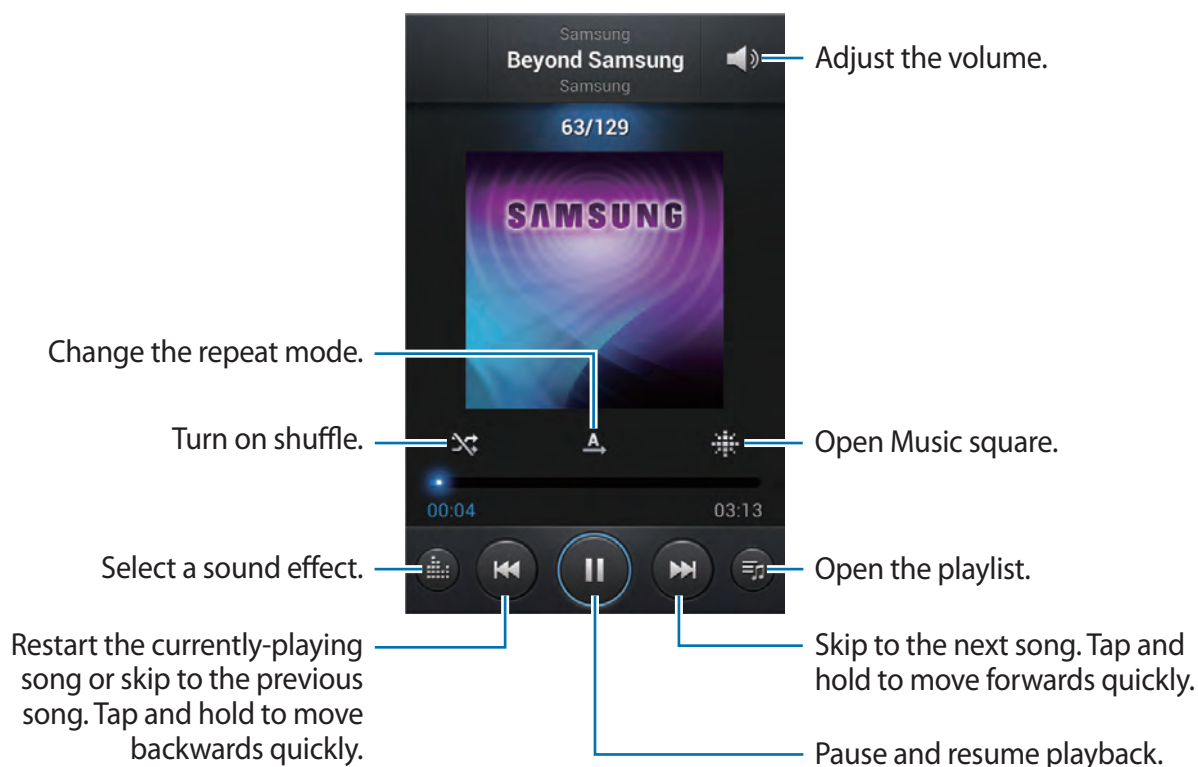 Samsung
Beyond Samsung
Samsung
Adjust the volume.
63/129
SAMSUNG
Change the repeat mode.
Turn on shuffle.
A
Open Music square.
00:04
03:13
Select a sound effect.
Open the playlist.
Restart the currently-playing
song or skip to the previous
song. Tap and hold to move
backwards quickly.
Skip to the next song. Tap and
hold to move forwards quickly.
Pause and resume playback.